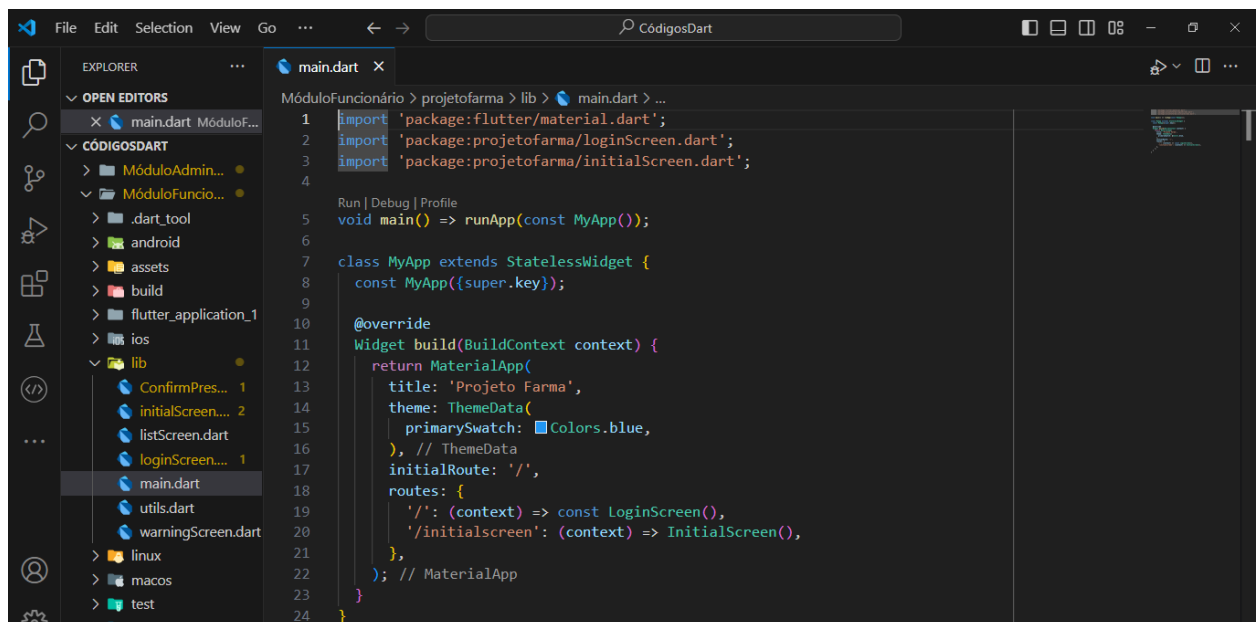 File Edit Selection View Go ...
CódigosDart
EXPLORER
OPEN EDITORS
main.dart MóduloF...
CÓDIGOSDART
MóduloAdmin...
MóduloFuncio...
.dart_tool
android
assets
build
flutter_application_1
ios
lib
ConfirmPres... 1
initialScreen.... 2
listScreen.dart
loginScreen.... 1
main.dart
utils.dart
warningScreen.dart
linux
macos
test
main.dart
MóduloFuncionário > projetofarma > lib > main.dart > ...
1 import 'package:flutter/material.dart';
2 import 'package:projetofarma/loginScreen.dart';
3 import 'package:projetofarma/initialScreen.dart';
4
Run | Debug | Profile
5 void main() => runApp(const MyApp());
6
7 class MyApp extends StatelessWidget {
8 const MyApp({super.key});
9
10 @override
11 Widget build(BuildContext context) {
12 return MaterialApp(
13 title: 'Projeto Farma',
14 theme: ThemeData(
15 primarySwatch: Colors.blue,
16 ), // ThemeData
17 initialRoute: '/',
18 routes: {
19 '/': (context) => const LoginScreen(),
20 '/initialscreen': (context) => InitialScreen(),
21 },
22 ); // MaterialApp
23 }
24 }